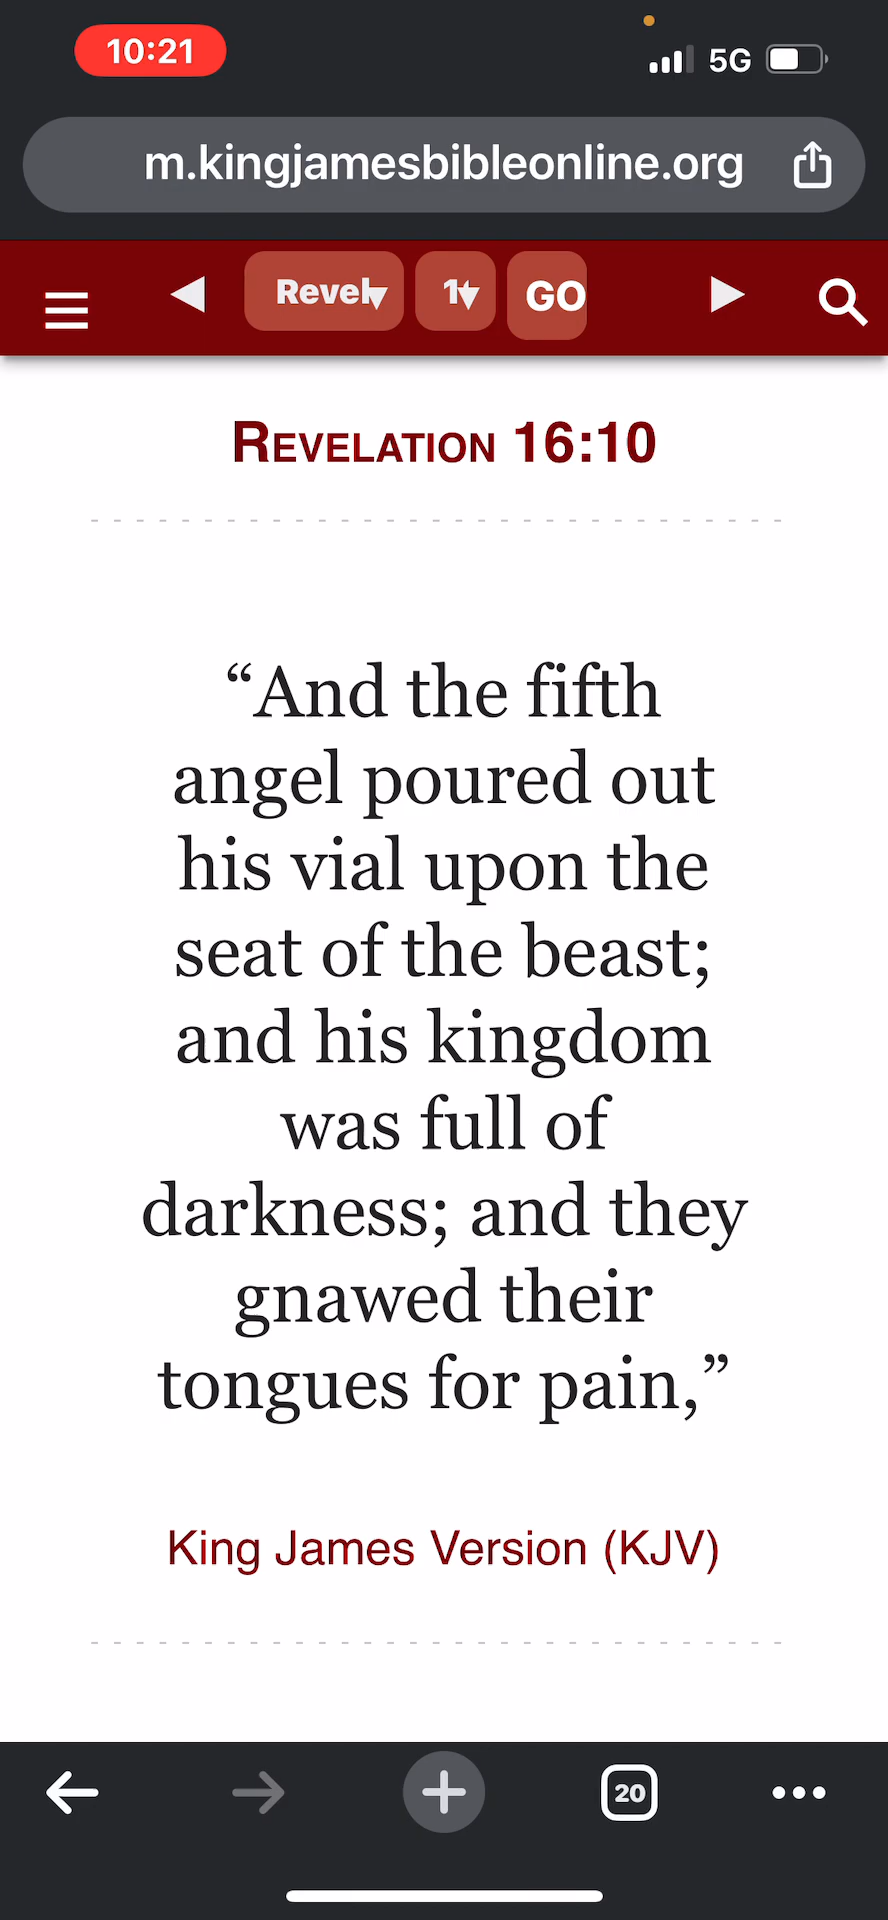 10:21
5G
m.kingjamesbibleonline.org
Revel
GO
REVELATION 16:10
“And the fifth
angel poured out
his vial upon the
seat of the beast;
and his kingdom
was full of
darkness; and they
gnawed their
tongues for pain,”
King James Version (KJV)
20